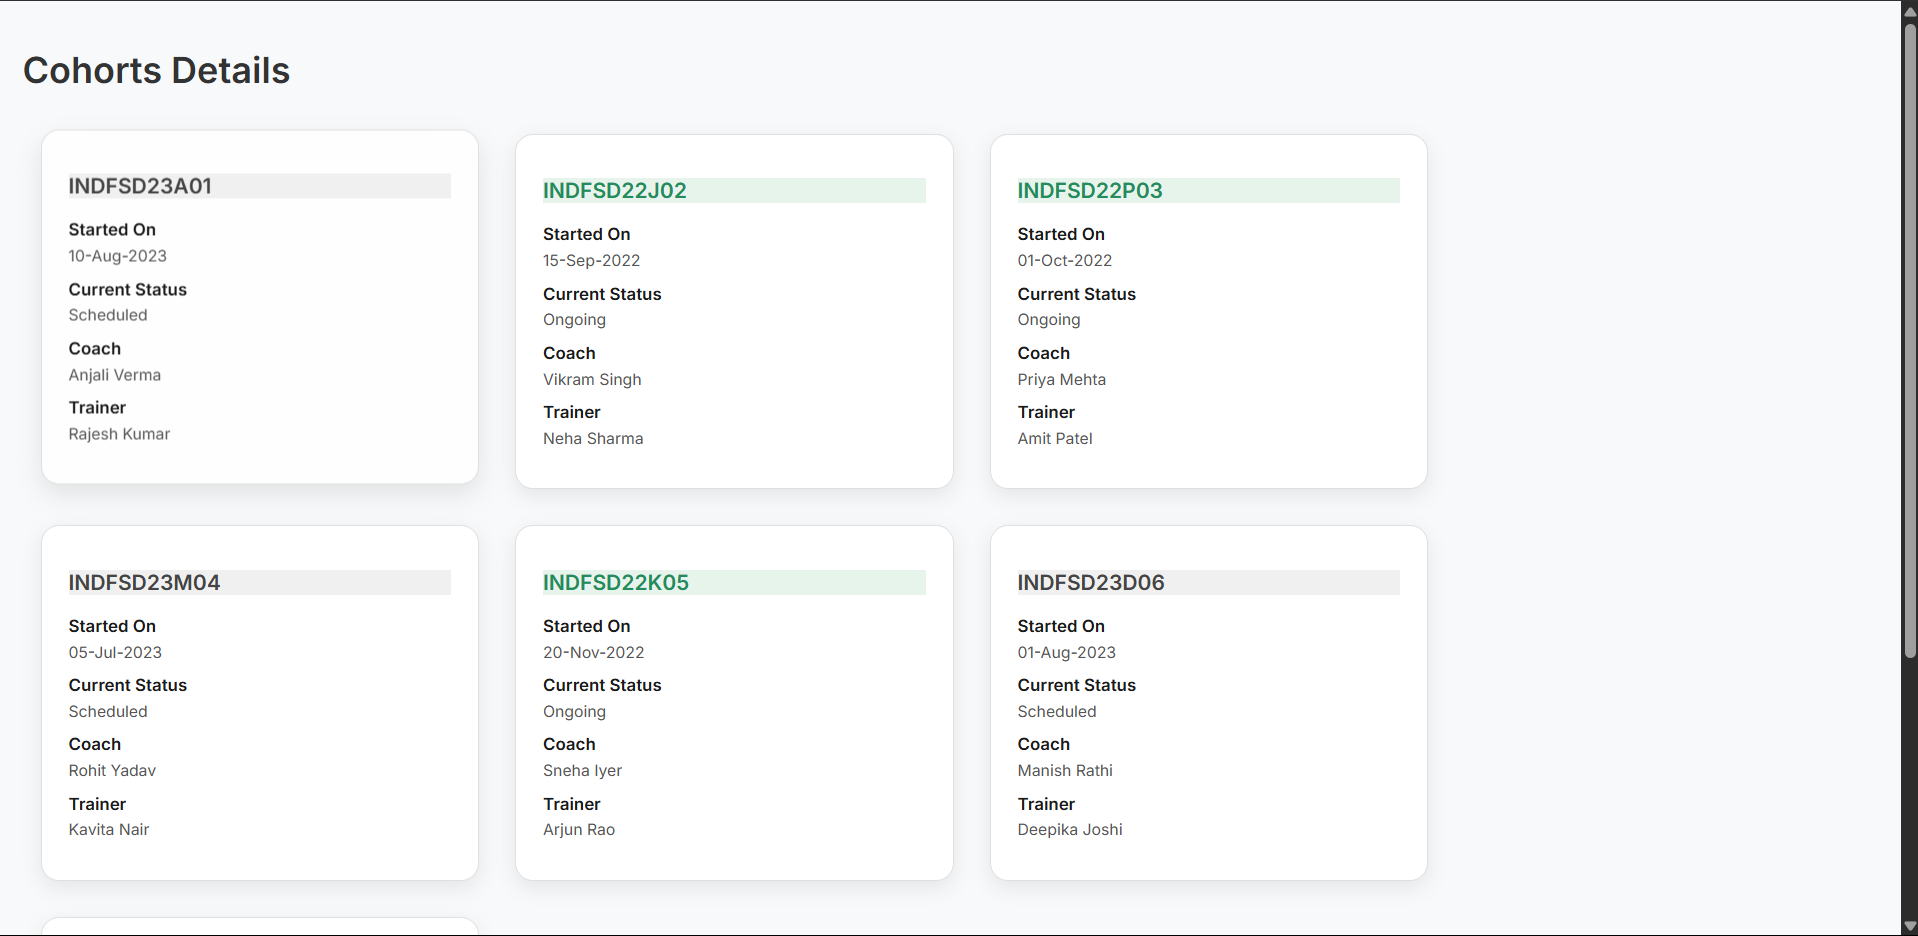 Cohorts Details
INDFSD23A01
Started On
10-Aug-2023
Current Status
Scheduled
Coach
Anjali Verma
Trainer
Rajesh Kumar
INDFSD22J02
Started On
15-Sep-2022
Current Status
Ongoing
Coach
Vikram Singh
Trainer
Neha Sharma
INDFSD22P03
Started On
01-Oct-2022
Current Status
Ongoing
Coach
Priya Mehta
Trainer
Amit Patel
INDFSD23M04
Started On
05-Jul-2023
Current Status
Scheduled
Coach
Rohit Yadav
Trainer
Kavita Nair
INDFSD22K05
Started On
20-Nov-2022
Current Status
Ongoing
Coach
Sneha Iyer
Trainer
Arjun Rao
INDFSD23D06
Started On
01-Aug-2023
Current Status
Scheduled
Coach
Manish Rathi
Trainer
Deepika Joshi